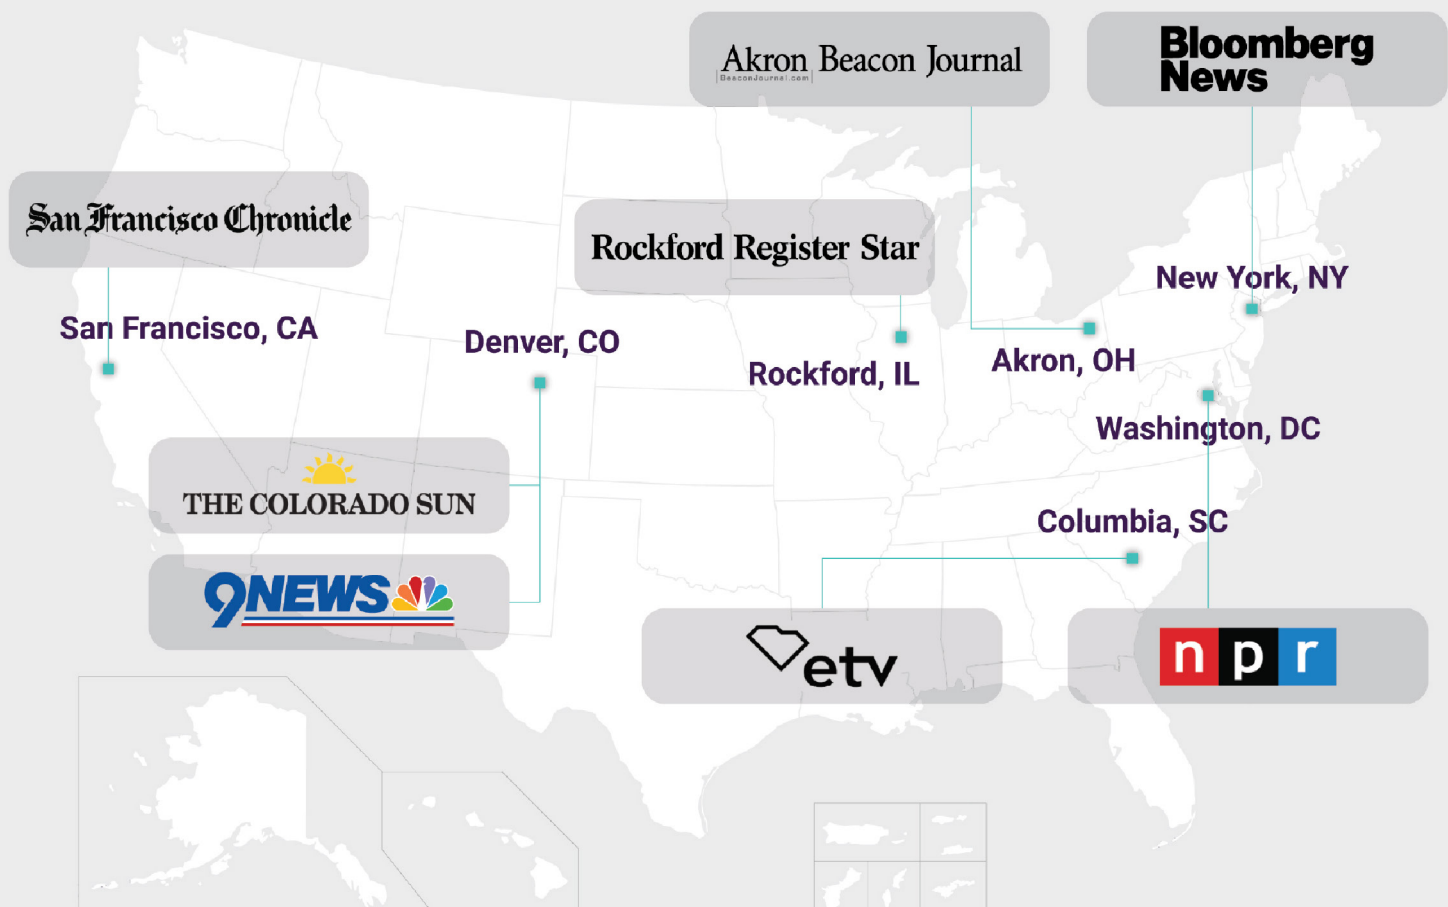 Akron Beacon Journal
BeaconJournal.com
Bloomberg
News
San Francisco Chronicle
Rockford Register Star
New York, NY
San Francisco, CA
Denver, CO
Rockford, IL
Akron, OH
Washington, DC
THE COLORADO SUN
Columbia, SC
9NEWS
etv
npr